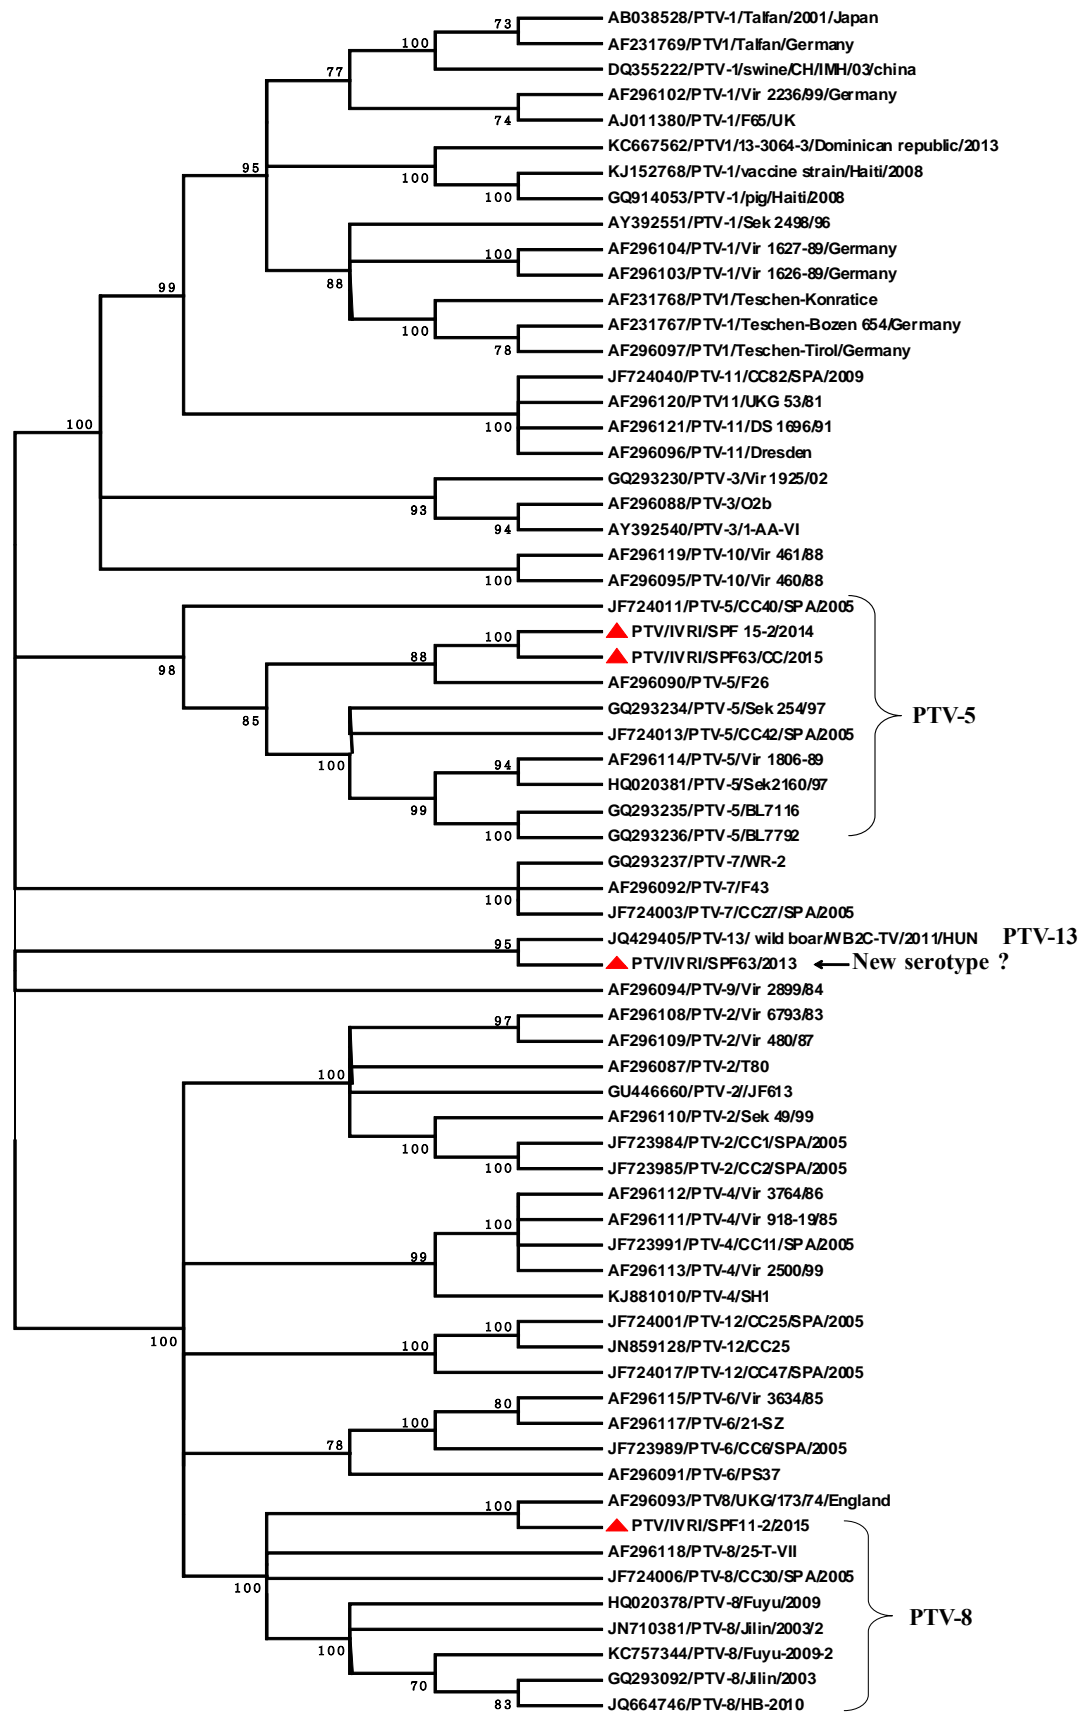 AB038528/PTV-1/Talfan/2001/Japan
73
AF231769/PTV1/Talfan/Germany
100
DQ355222/PTV-1/swine/CH/IMH/03/china
77
AF296102/PTV-1/Vir 2236/99/Germany
74
AJ011380/PTV-1/F65/UK
KC667562/PTV1/13-3064-3/Dominican republic/2013
95
KJ152768/PTV-1/vaccine strain/Haiti/2008
100
GQ914053/PTV-1/pig/Haiti/2008
100
AY392551/PTV-1/Sek 2498/96
AF296104/PTV-1/Vir 1627-89/Germany
100
AF296103/PTV-1/Vir 1626-89/Germany
88
99
AF231768/PTV1/Teschen-Konratice
AF231767/PTV-1/Teschen-Bozen 654/Germany
100
AF296097/PTV1/Teschen-Tirol/Germany
78
JF724040/PTV-11/CC82/SPA/2009
AF296120/PTV11/UKG 53/81
AF296121/PTV-11/DS 1696/91
100
100
AF296096/PTV-11/Dresden
GQ293230/PTV-3/Vir 1925/02
AF296088/PTV-3/O2b
93
AY392540/PTV-3/1-AA-VI
94
AF296119/PTV-10/Vir 461/88
AF296095/PTV-10/Vir 460/88
100
JF724011/PTV-5/CC40/SPA/2005
PTV/IVRI/SPF 15-2/2014
100
PTV/IVRI/SPF63/CC/2015
88
98
AF296090/PTV-5/F26
GQ293234/PTV-5/Sek 254/97
PTV-5
85
JF724013/PTV-5/CC42/SPA/2005
AF296114/PTV-5/Vir 1806-89
100
94
HQ020381/PTV-5/Sek2160/97
GQ293235/PTV-5/BL7116
99
GQ293236/PTV-5/BL7792
100
GQ293237/PTV-7/WR-2
AF296092/PTV-7/F43
100
JF724003/PTV-7/CC27/SPA/2005
JQ429405/PTV-13/ wild boar/WB2C-TV/2011/HUN PTV-13
95
PTV/IVRI/SPF63/2013 New serotype ?
AF296094/PTV-9/Vir 2899/84
AF296108/PTV-2/Vir 6793/83
97
AF296109/PTV-2/Vir 480/87
AF296087/PTV-2/T80
100
GU446660/PTV-2//JF613
AF296110/PTV-2/Sek 49/99
JF723984/PTV-2/CC1/SPA/2005
100
JF723985/PTV-2/CC2/SPA/2005
100
AF296112/PTV-4/Vir 3764/86
AF296111/PTV-4/Vir 918-19/85
100
JF723991/PTV-4/CC11/SPA/2005
99
AF296113/PTV-4/Vir 2500/99
KJ881010/PTV-4/SH1
JF724001/PTV-12/CC25/SPA/2005
100
100
JN859128/PTV-12/CC25
100
JF724017/PTV-12/CC47/SPA/2005
AF296115/PTV-6/Vir 3634/85
80
AF296117/PTV-6/21-SZ
100
JF723989/PTV-6/CC6/SPA/2005
78
AF296091/PTV-6/PS37
AF296093/PTV8/UKG/173/74/England
100
PTV/IVRI/SPF11-2/2015
AF296118/PTV-8/25-T-VII
JF724006/PTV-8/CC30/SPA/2005
100
HQ020378/PTV-8/Fuyu/2009
PTV-8
JN710381/PTV-8/Jilin/2003/2
100
KC757344/PTV-8/Fuyu-2009-2
GQ293092/PTV-8/Jilin/2003
70
JQ664746/PTV-8/HB-2010
83